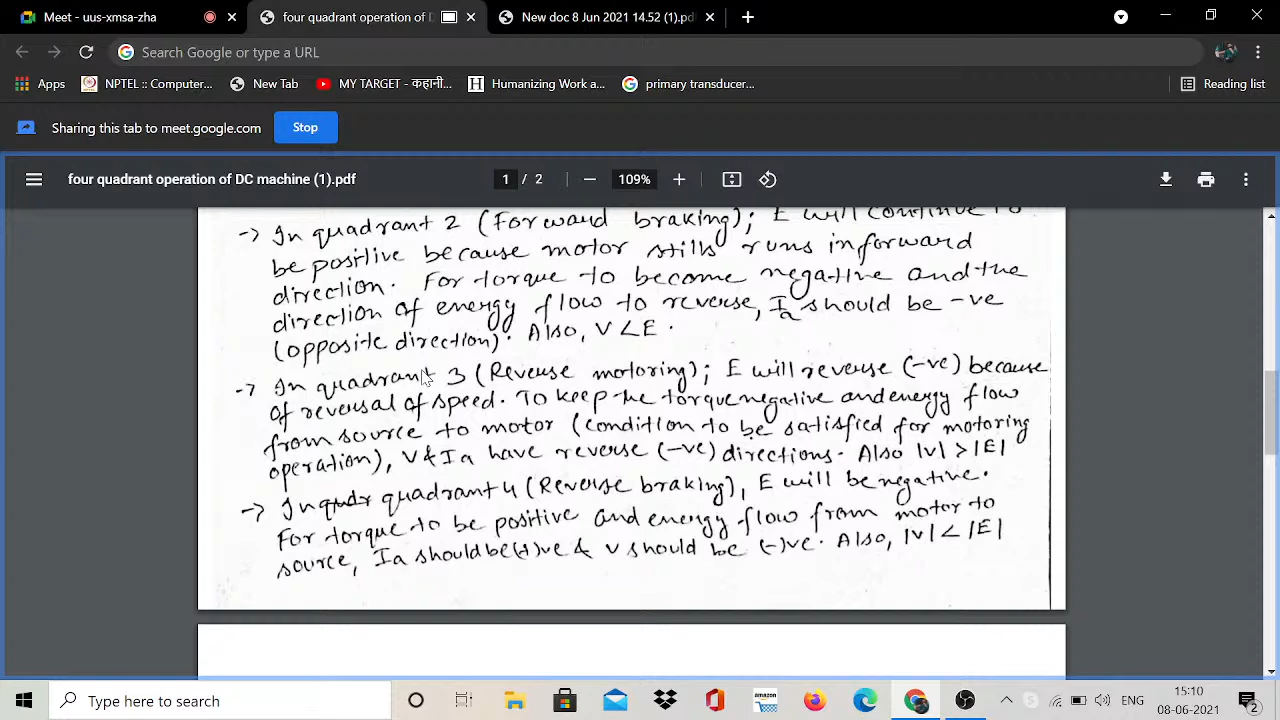 Meet - uus-xmsa-zha
four quadrant operation of D
New doc 8 Jun 2021 14.52 (1).pdf
Search Google or type a URL
Apps
NPTEL : Computer...
New Tab
MY TARGET - कहानी...
Humanizing Work a...
primary transducer...
Reading list
Sharing this tab to meet.google.com
Stop
four quadrant operation of DC machine (1).pdf
1 / 2
109%
-> In quadrant 2 (Forward braking); E will continue to
be positive because motor stills runs in forward
direction. For torque to become negative and the
direction of energy flow to reverse, Ia should be -ve
(opposite direction). Also, V<E.
-> In quadrant 3 (Reverse motoring); E will reverse (-ve) because
of reversal of speed. To keep the torque negative and energy flow
from source to motor (condition to be satisfied for motoring
operation), V & Ia have reverse (-ve) directions. Also |V|>|E|
-> In quadrant 4 (Reverse braking), E will be negative.
For torque to be positive and energy flow from motor to
source, Ia should be (+)ve & V should be (-)ve. Also, |V|<|E|
Type here to search
amazon
ENG
15:10
08-06-2021
2